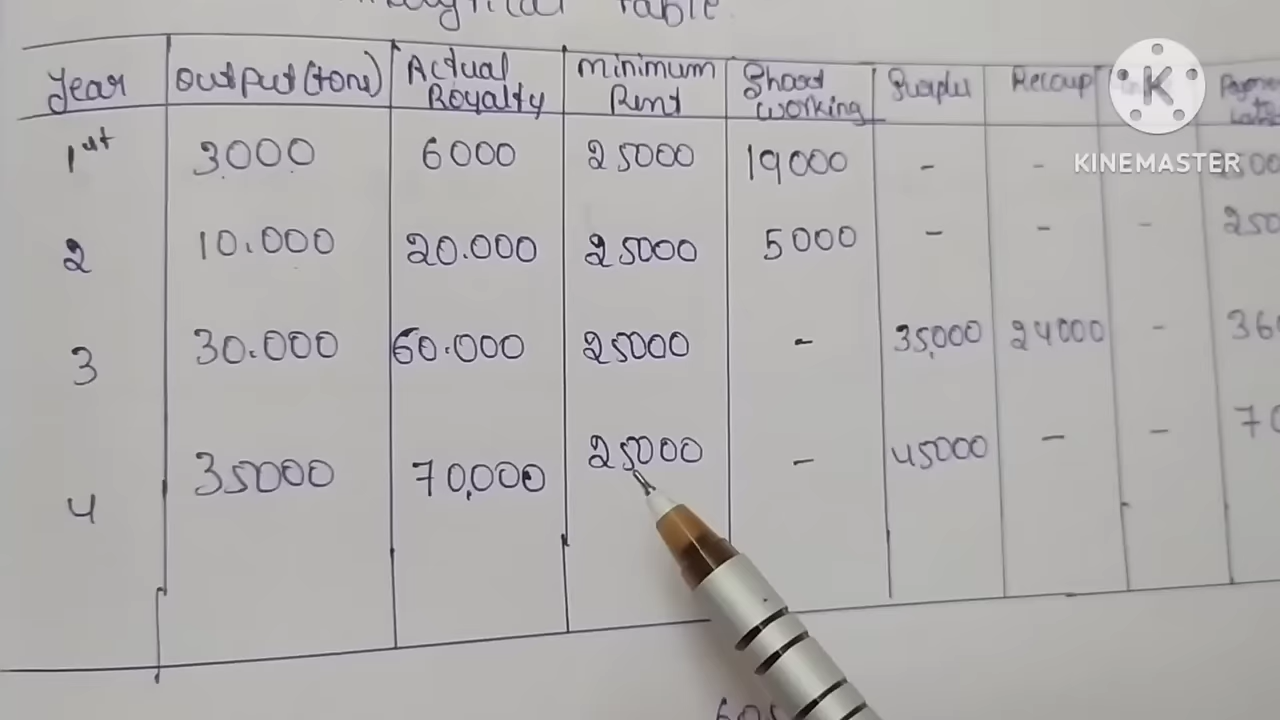 Table.
Year Output (tons) Actual Royalty Minimum Rent Short working Surplus Recoup
1st 3000 6000 25000 19000 - -
2 10.000 20.000 25000 5000 - - -
3 30.000 60.000 25000 - 35,000 24000 -
4 35000 70,000 25000 - 45000 - -
K
KINEMASTER